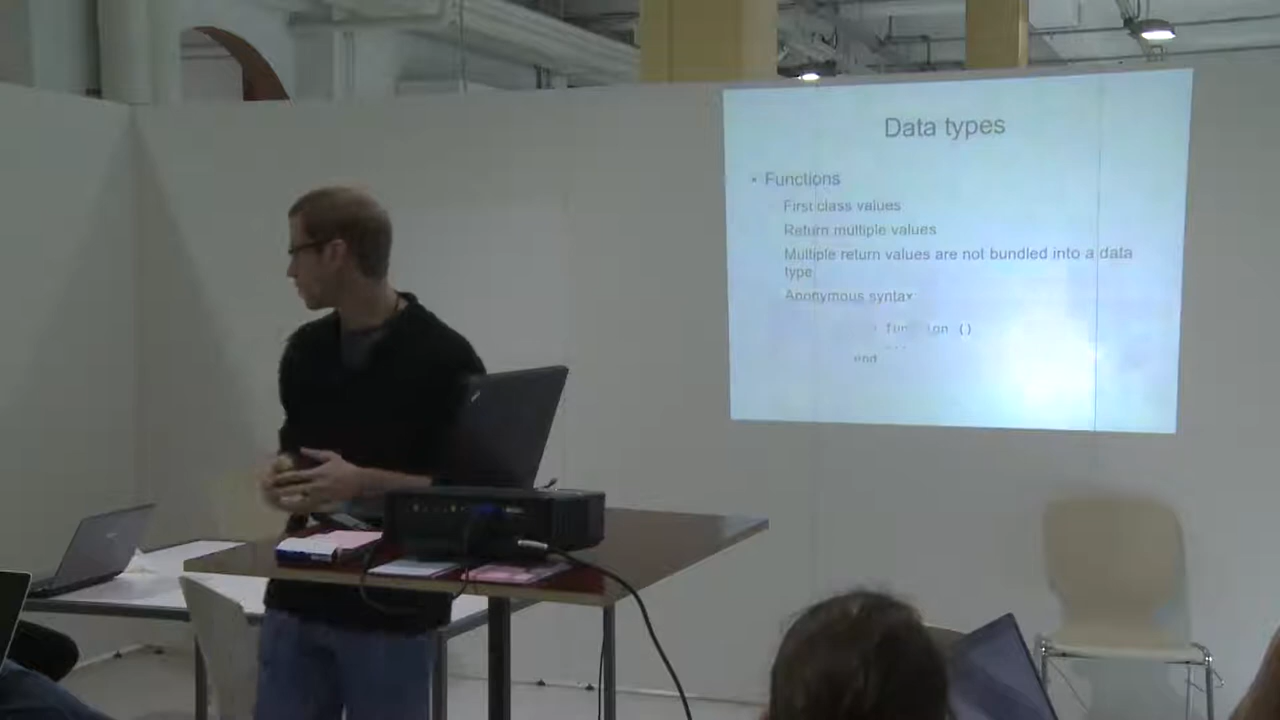 Data types
• Functions
First class values
Return multiple values
Multiple return values are not bundled into a data
type
Anonymous syntax
()
end